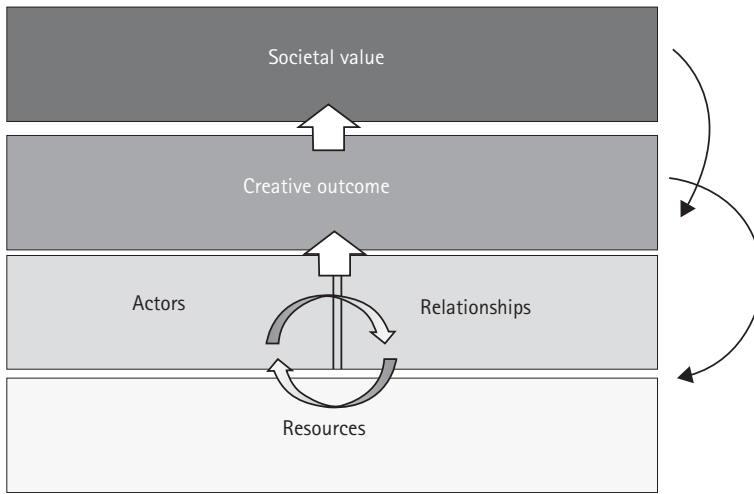 Societal value
Creative outcome
Actors
Relationships
Resources